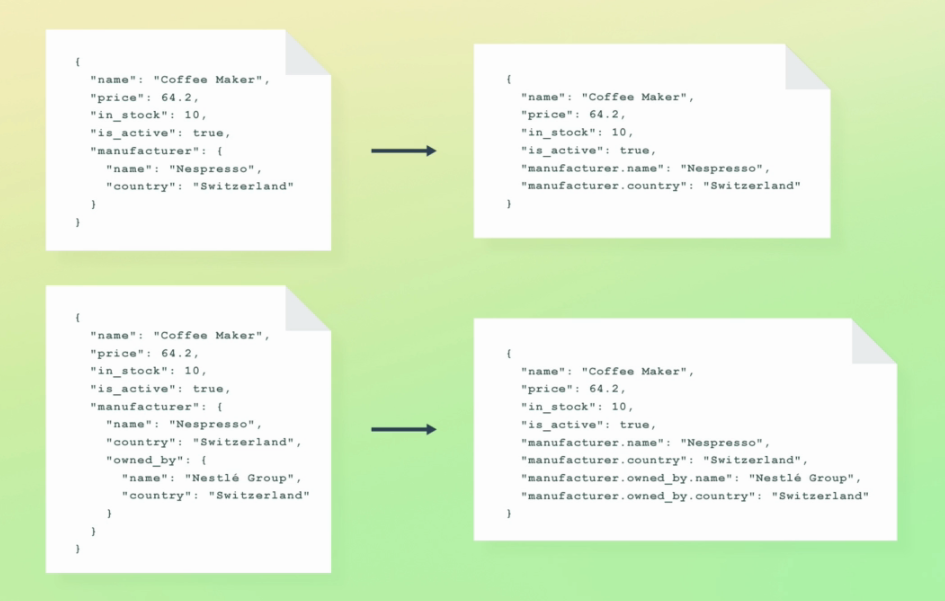 {
"name": "Coffee Maker",
"price": 64.2,
"in_stock": 10,
"is_active": true,
"manufacturer": {
"name": "Nespresso",
"country": "Switzerland"
}
}
{
"name": "Coffee Maker",
"price": 64.2,
"in_stock": 10,
"is_active": true,
"manufacturer.name": "Nespresso",
"manufacturer.country": "Switzerland"
}
{
"name": "Coffee Maker",
"price": 64.2,
"in_stock": 10,
"is_active": true,
"manufacturer": {
"name": "Nespresso",
"country": "Switzerland",
"owned_by": {
"name": "Nestlé Group",
"country": "Switzerland"
}
}
}
{
"name": "Coffee Maker",
"price": 64.2,
"in_stock": 10,
"is_active": true,
"manufacturer.name": "Nespresso",
"manufacturer.country": "Switzerland",
"manufacturer.owned_by.name": "Nestlé Group",
"manufacturer.owned_by.country": "Switzerland"
}